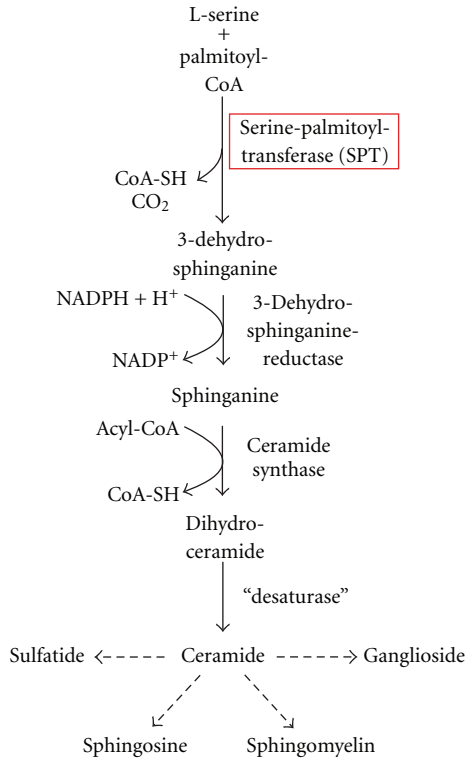 L-serine
+
palmitoyl-
CoA
Serine-palmitoyl-
transferase (SPT)
CoA-SH
CO₂
3-dehydro-
sphinganine
NADPH + H⁺
3-Dehydro-
sphinganine-
reductase
NADP⁺
Sphinganine
Acyl-CoA
Ceramide
synthase
CoA-SH
Dihydro-
ceramide
“desaturase”
Sulfatide
Ceramide
Ganglioside
Sphingosine
Sphingomyelin